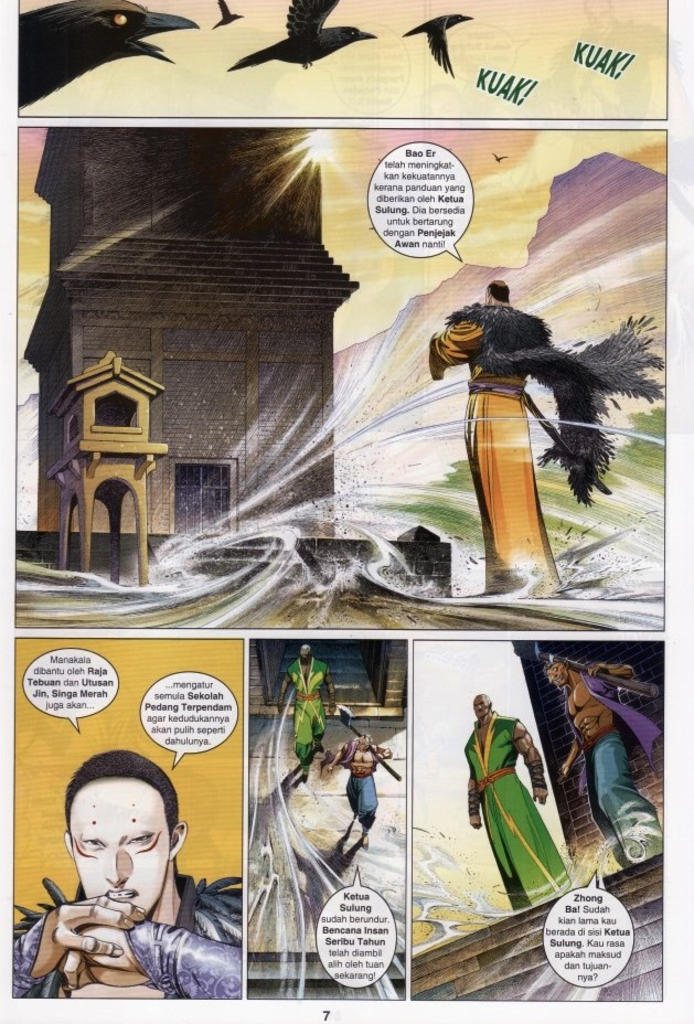 KUAK!
KUAK!
Bao Er
telah meningkat-
kan kekuatannya
kerana panduan yang
diberikan oleh Ketua
Sulung. Dia bersedia
untuk bertarung
dengan Penjejak
Awan nanti!
Manakala
dibantu oleh Raja
Tebuan dan Utusan
Jin, Singa Merah
juga akan...
...mengatur
semula Sekolah
Pedang Terpendam
agar kedudukannya
akan pulih seperti
dahulunya.
Ketua
Sulung
sudah berundur.
Bencana Insan
Seribu Tahun
telah diambil
alih oleh tuan
sekarang!
Zhong
Ba! Sudah
kian lama kau
berada di sisi Ketua
Sulung. Kau rasa
apakah maksud
dan tujuan-
nya?
7